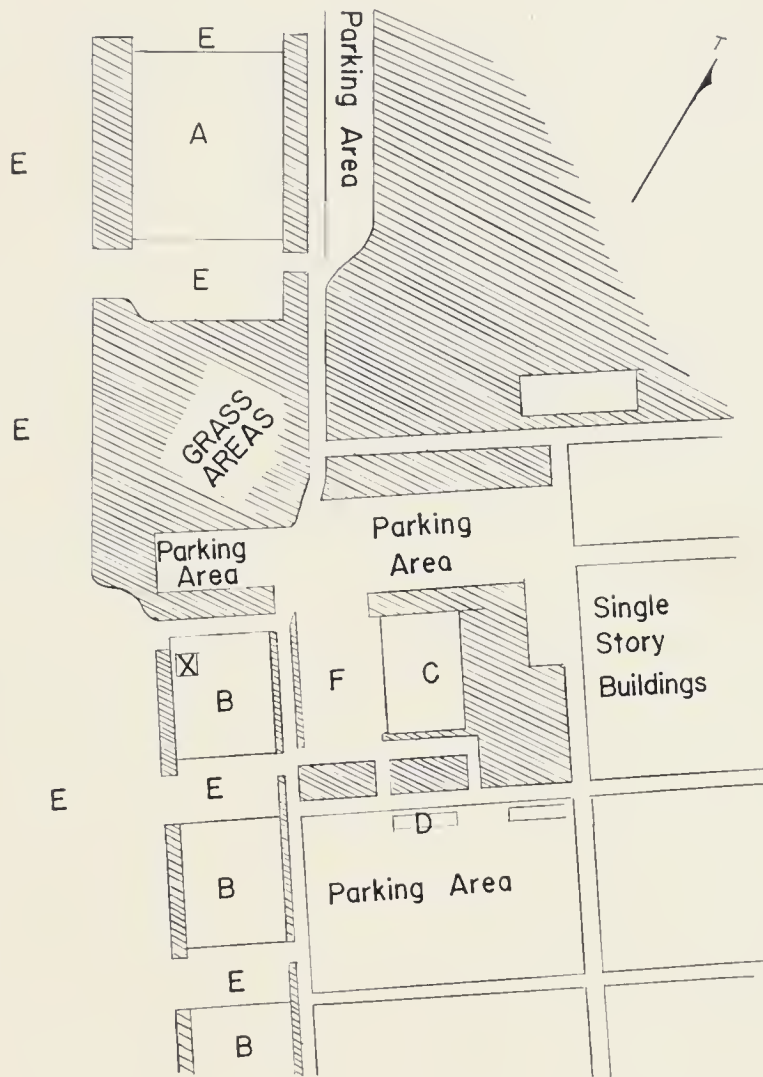 E
Parking Area
A
E
E
E
GRASS
AREAS
Parking
Area
Parking
Area
Single
Story
Buildings
X
B
F
C
E
E
D
B
Parking Area
E
B